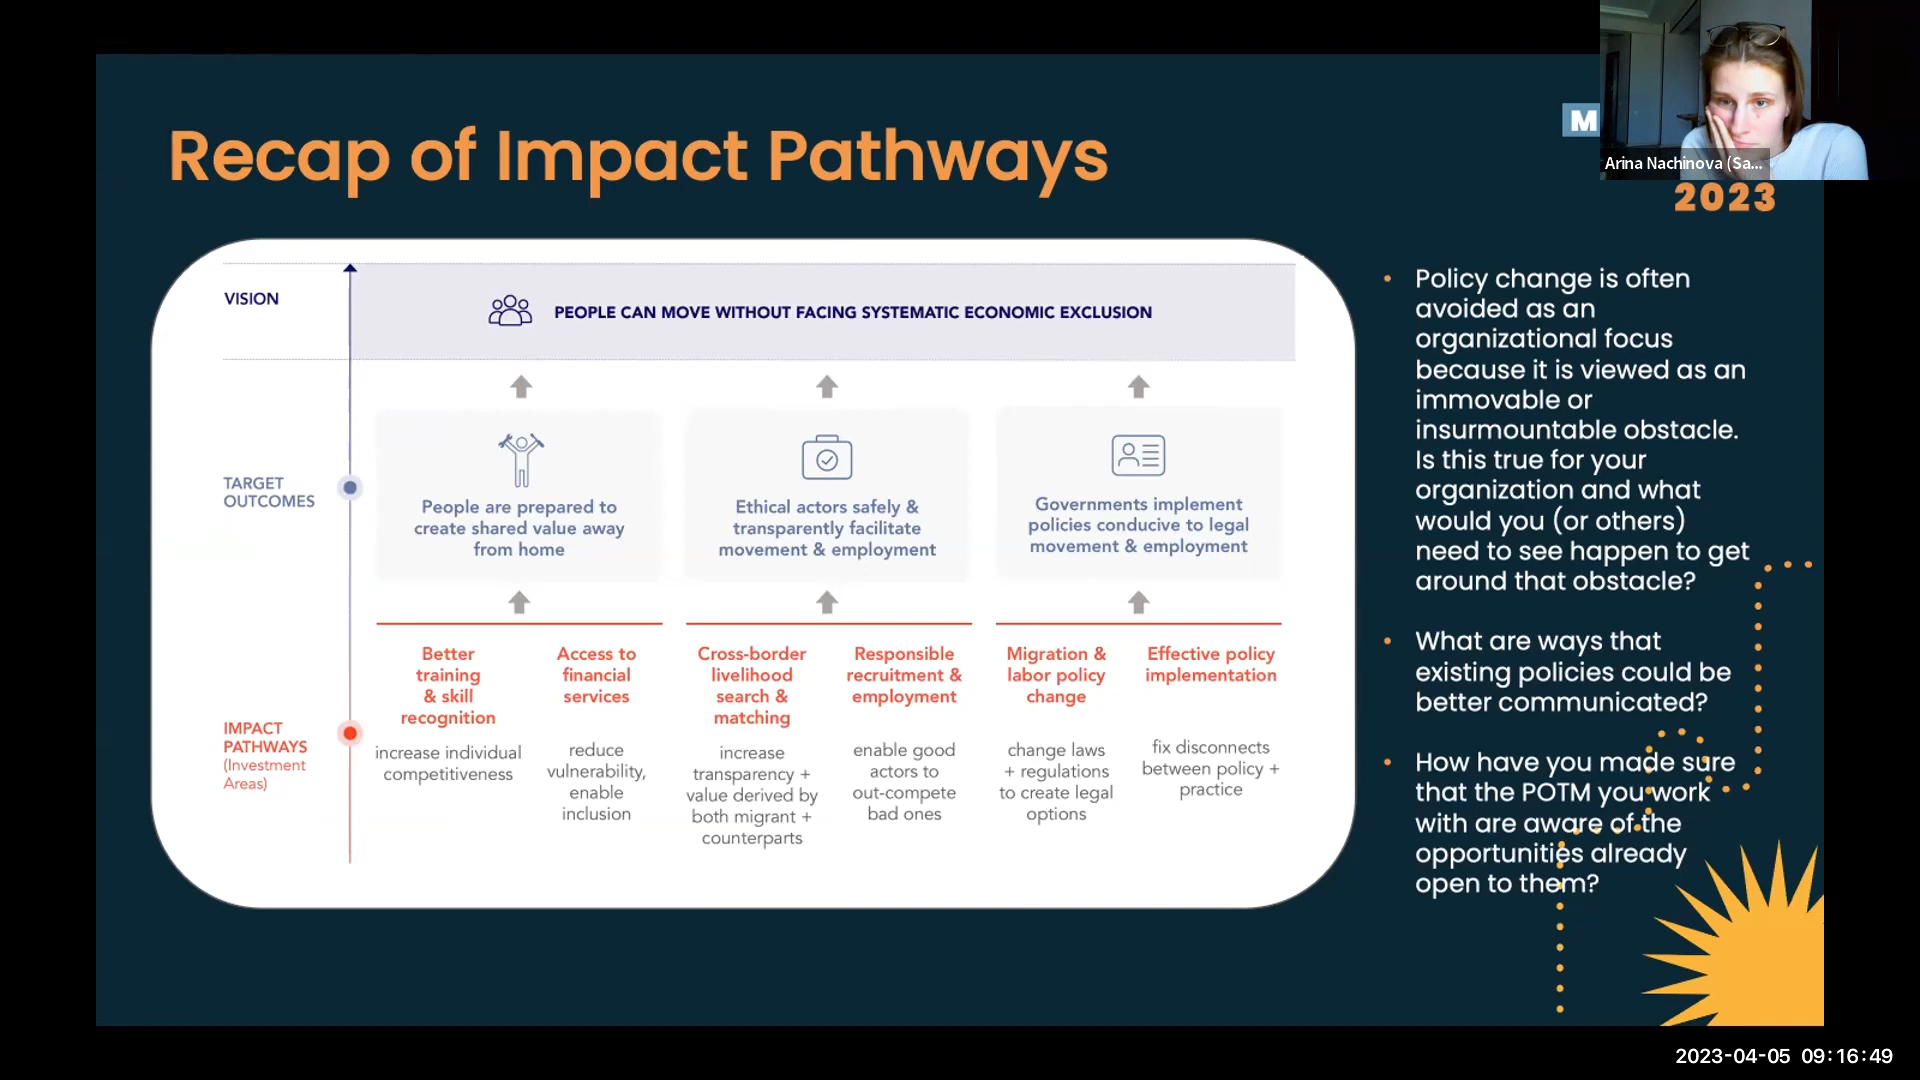 Recap of Impact Pathways
M
Arina Nachinova (Sa...
2023
VISION
PEOPLE CAN MOVE WITHOUT FACING SYSTEMATIC ECONOMIC EXCLUSION
TARGET
OUTCOMES
People are prepared to
create shared value away
from home
Ethical actors safely &
transparently facilitate
movement & employment
Governments implement
policies conducive to legal
movement & employment
IMPACT
PATHWAYS
(Investment
Areas)
Better
training
& skill
recognition
increase individual
competitiveness
Access to
financial
services
reduce
vulnerability,
enable
inclusion
Cross-border
livelihood
search &
matching
increase
transparency +
value derived by
both migrant +
counterparts
Responsible
recruitment &
employment
enable good
actors to
out-compete
bad ones
Migration &
labor policy
change
change laws
+ regulations
to create legal
options
Effective policy
implementation
fix disconnects
between policy +
practice
• Policy change is often
avoided as an
organizational focus
because it is viewed as an
immovable or
insurmountable obstacle.
Is this true for your
organization and what
would you (or others)
need to see happen to get
around that obstacle?
• What are ways that
existing policies could be
better communicated?
• How have you made sure
that the POTM you work
with are aware of the
opportunities already
open to them?
2023-04-05 09:16:49